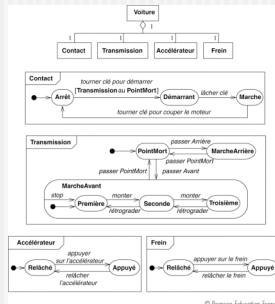 Voiture
1
1 1 1 1
Contact Transmission Accélérateur Frein
Contact
tourner clé pour démarrer
[Transmission au PointMort]
lâcher clé
Arrêt Démarrant Marche
tourner clé pour couper le moteur
Transmission
passer Arrière
PointMort MarcheArrière
passer PointMort
passer PointMort passer Avant
MarcheAvant
stop monter monter
Première Seconde Troisième
rétrograder rétrograder
Accélérateur
appuyer
sur l'accélérateur
Relâché Appuyé
relâcher
l'accélérateur
Frein
appuyer sur le frein
Relâché Appuyé
relâcher le frein
© Pearson Education France